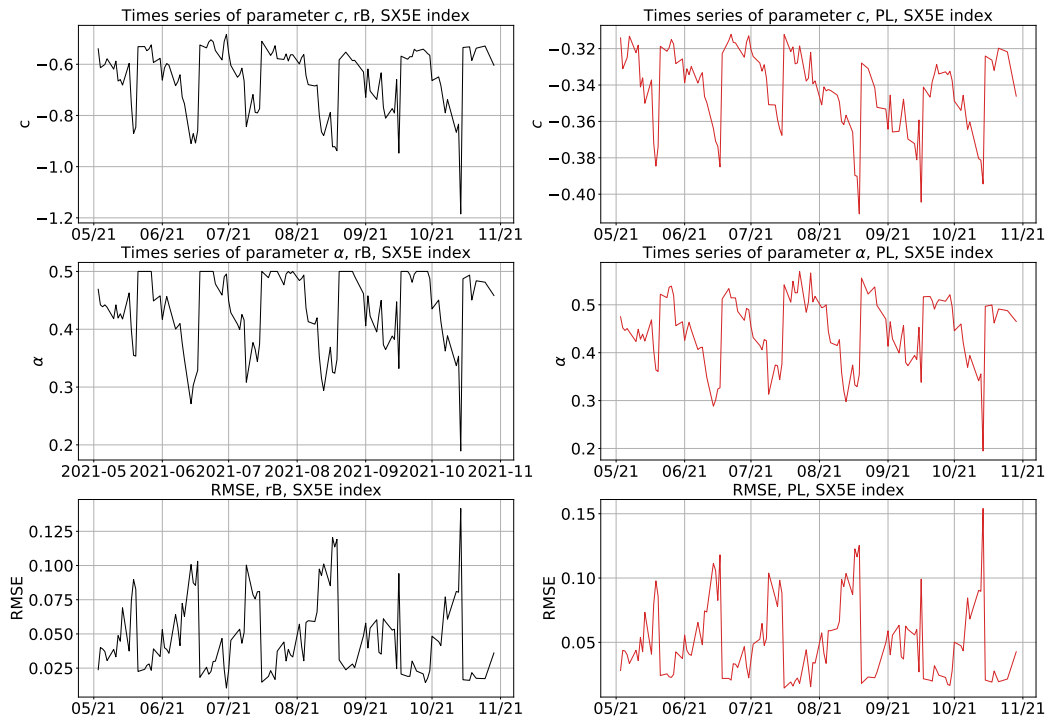 Times series of parameter c, rB, SX5E index
c
−0.6
−0.8
−1.0
−1.2
05/21 06/21 07/21 08/21 09/21 10/21 11/21
Times series of parameter c, PL, SX5E index
c
−0.32
−0.34
−0.36
−0.38
−0.40
05/21 06/21 07/21 08/21 09/21 10/21 11/21
Times series of parameter α, rB, SX5E index
α
0.5
0.4
0.3
0.2
2021-05 2021-06 2021-07 2021-08 2021-09 2021-10 2021-11
Times series of parameter α, PL, SX5E index
α
0.5
0.4
0.3
0.2
05/21 06/21 07/21 08/21 09/21 10/21 11/21
RMSE, rB, SX5E index
RMSE
0.125
0.100
0.075
0.050
0.025
05/21 06/21 07/21 08/21 09/21 10/21 11/21
RMSE, PL, SX5E index
RMSE
0.15
0.10
0.05
05/21 06/21 07/21 08/21 09/21 10/21 11/21